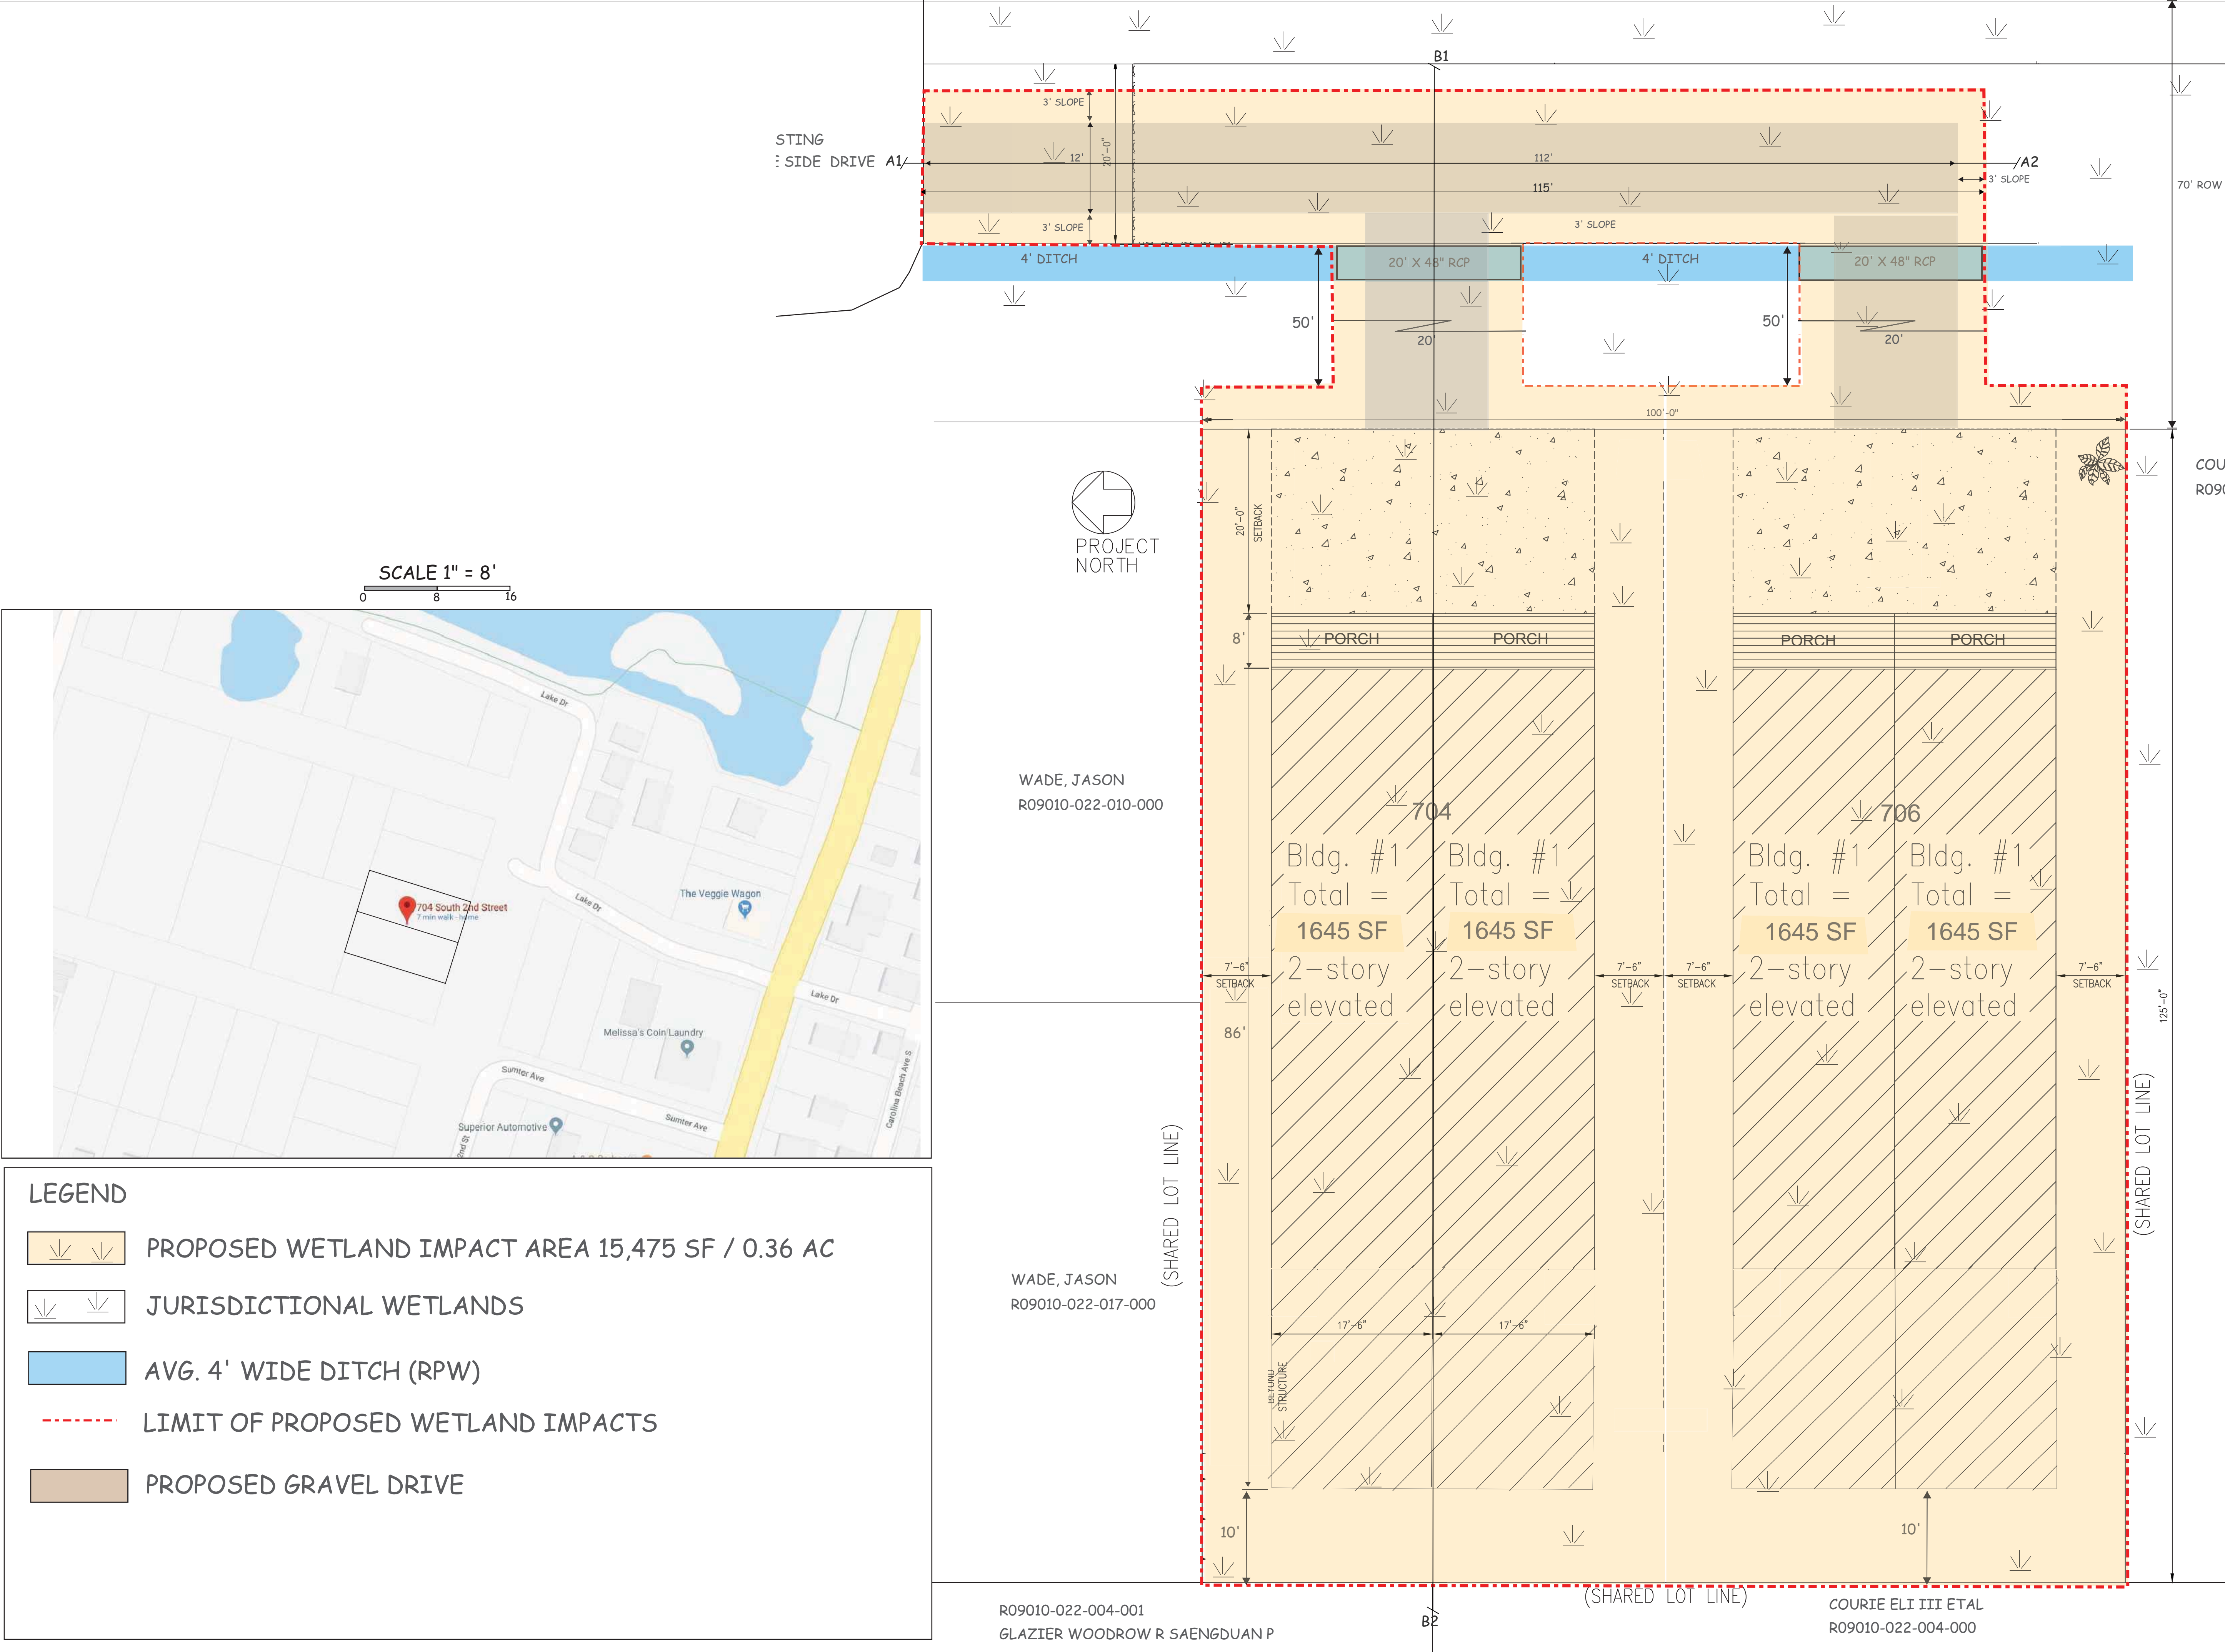 B1
3' SLOPE
STING
SIDE DRIVE A1
12'
20'-0"
112'
A2
115'
3' SLOPE
70' ROW
3' SLOPE
3' SLOPE
4' DITCH
20' X 48" RCP
4' DITCH
20' X 48" RCP
50'
20'
50'
20'
100'-0"
COU
R09
PROJECT
NORTH
20'-0"
SETBACK
SCALE 1" = 8'
0 8 16
8'
PORCH PORCH PORCH PORCH
Lake Dr
704 South 2nd Street
7 min walk - home
The Veggie Wagon
Lake Dr
Lake Dr
Melissa's Coin Laundry
Sumter Ave
Sumter Ave
Superior Automotive
2nd St
Carolina Beach Ave S
WADE, JASON
R09010-022-010-000
704
706
Bldg. #1
Total =
1645 SF
2-story
elevated
Bldg. #1
Total =
1645 SF
2-story
elevated
Bldg. #1
Total =
1645 SF
2-story
elevated
Bldg. #1
Total =
1645 SF
2-story
elevated
7'-6"
SETBACK
7'-6"
SETBACK
7'-6"
SETBACK
7'-6"
SETBACK
86'
125'-0"
(SHARED LOT LINE)
(SHARED LOT LINE)
WADE, JASON
R09010-022-017-000
17'-6"
17'-6"
BEYOND
STRUCTURE
10'
10'
(SHARED LOT LINE)
B2
R09010-022-004-001
GLAZIER WOODROW R SAENGDUAN P
COURIE ELI III ETAL
R09010-022-004-000
LEGEND
PROPOSED WETLAND IMPACT AREA 15,475 SF / 0.36 AC
JURISDICTIONAL WETLANDS
AVG. 4' WIDE DITCH (RPW)
LIMIT OF PROPOSED WETLAND IMPACTS
PROPOSED GRAVEL DRIVE